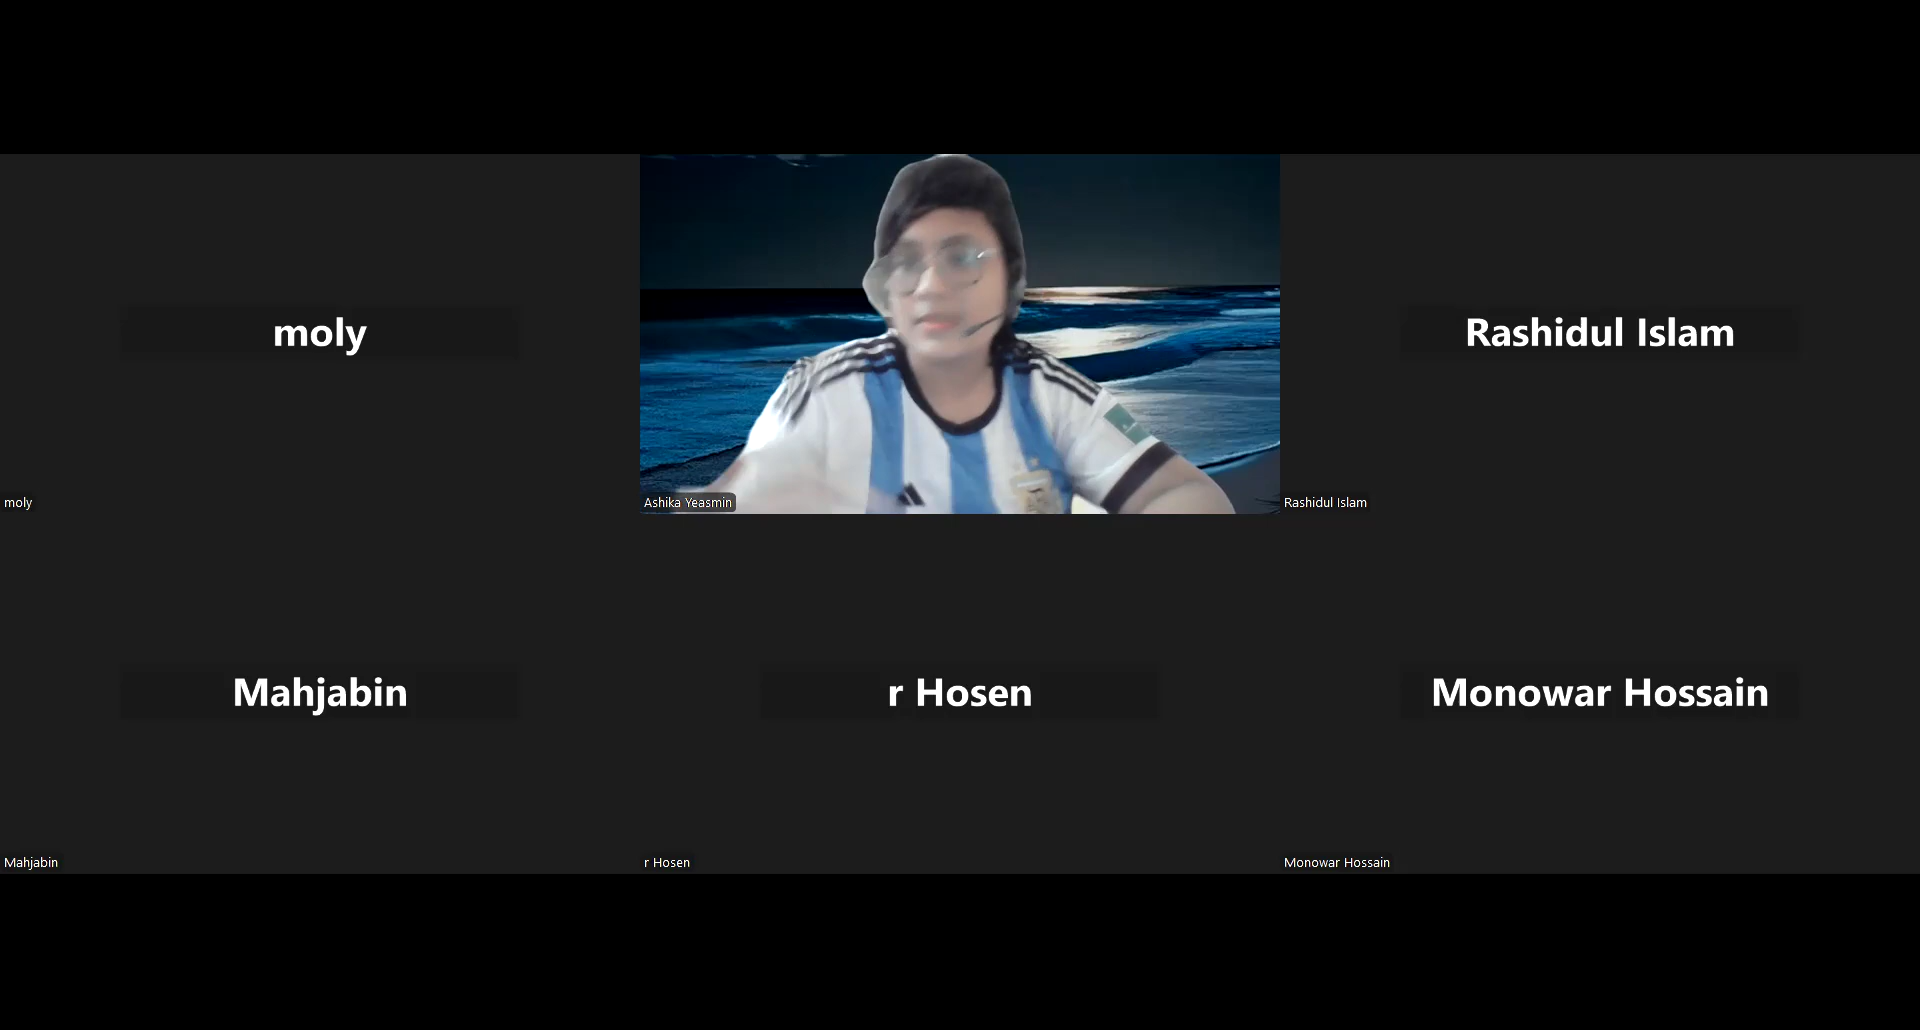 moly
Rashidul Islam
moly
Ashika Yeasmin
Rashidul Islam
Mahjabin
r Hosen
Monowar Hossain
Mahjabin
r Hosen
Monowar Hossain